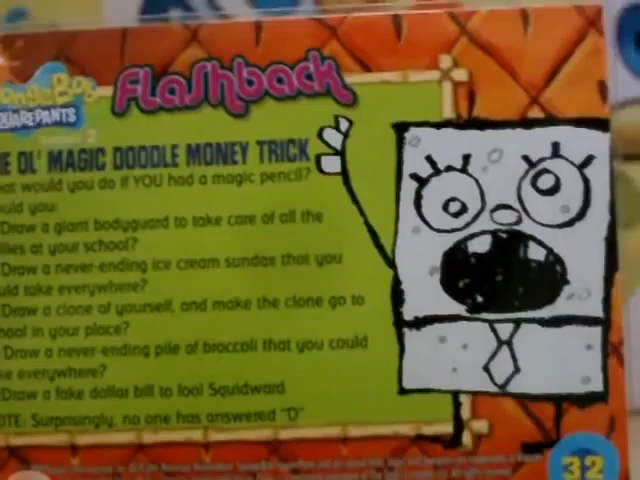 Flashback
SQUAREPANTS
OL' MAGIC DOODLE MONEY TRICK
would you do if YOU had a magic pencil?
you:
Draw a giant bodyguard to take care of all the
at your school?
Draw a never-ending ice cream sundae that you
take everywhere?
Draw a clone of yourself, and make the clone go to
in your place?
Draw a never-ending pile of broccoli that you could
everywhere?
Draw a fake dollar bill to fool Squidward
Surprisingly, no one has answered "D"
32